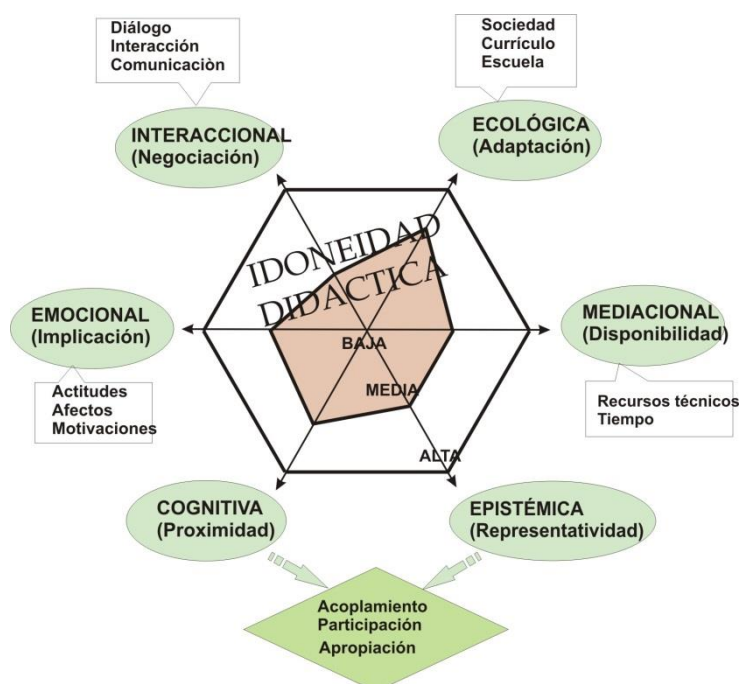 Diálogo
Interacción
Comunicaciòn
Sociedad
Currículo
Escuela
INTERACCIONAL
(Negociación)
ECOLÓGICA
(Adaptación)
IDONEIDAD
DIDACTICA
EMOCIONAL
(Implicación)
MEDIACIONAL
(Disponibilidad)
BAJA
MEDIA
ALTA
Actitudes
Afectos
Motivaciones
Recursos técnicos
Tiempo
COGNITIVA
(Proximidad)
EPISTÉMICA
(Representatividad)
Acoplamiento
Participación
Apropiación